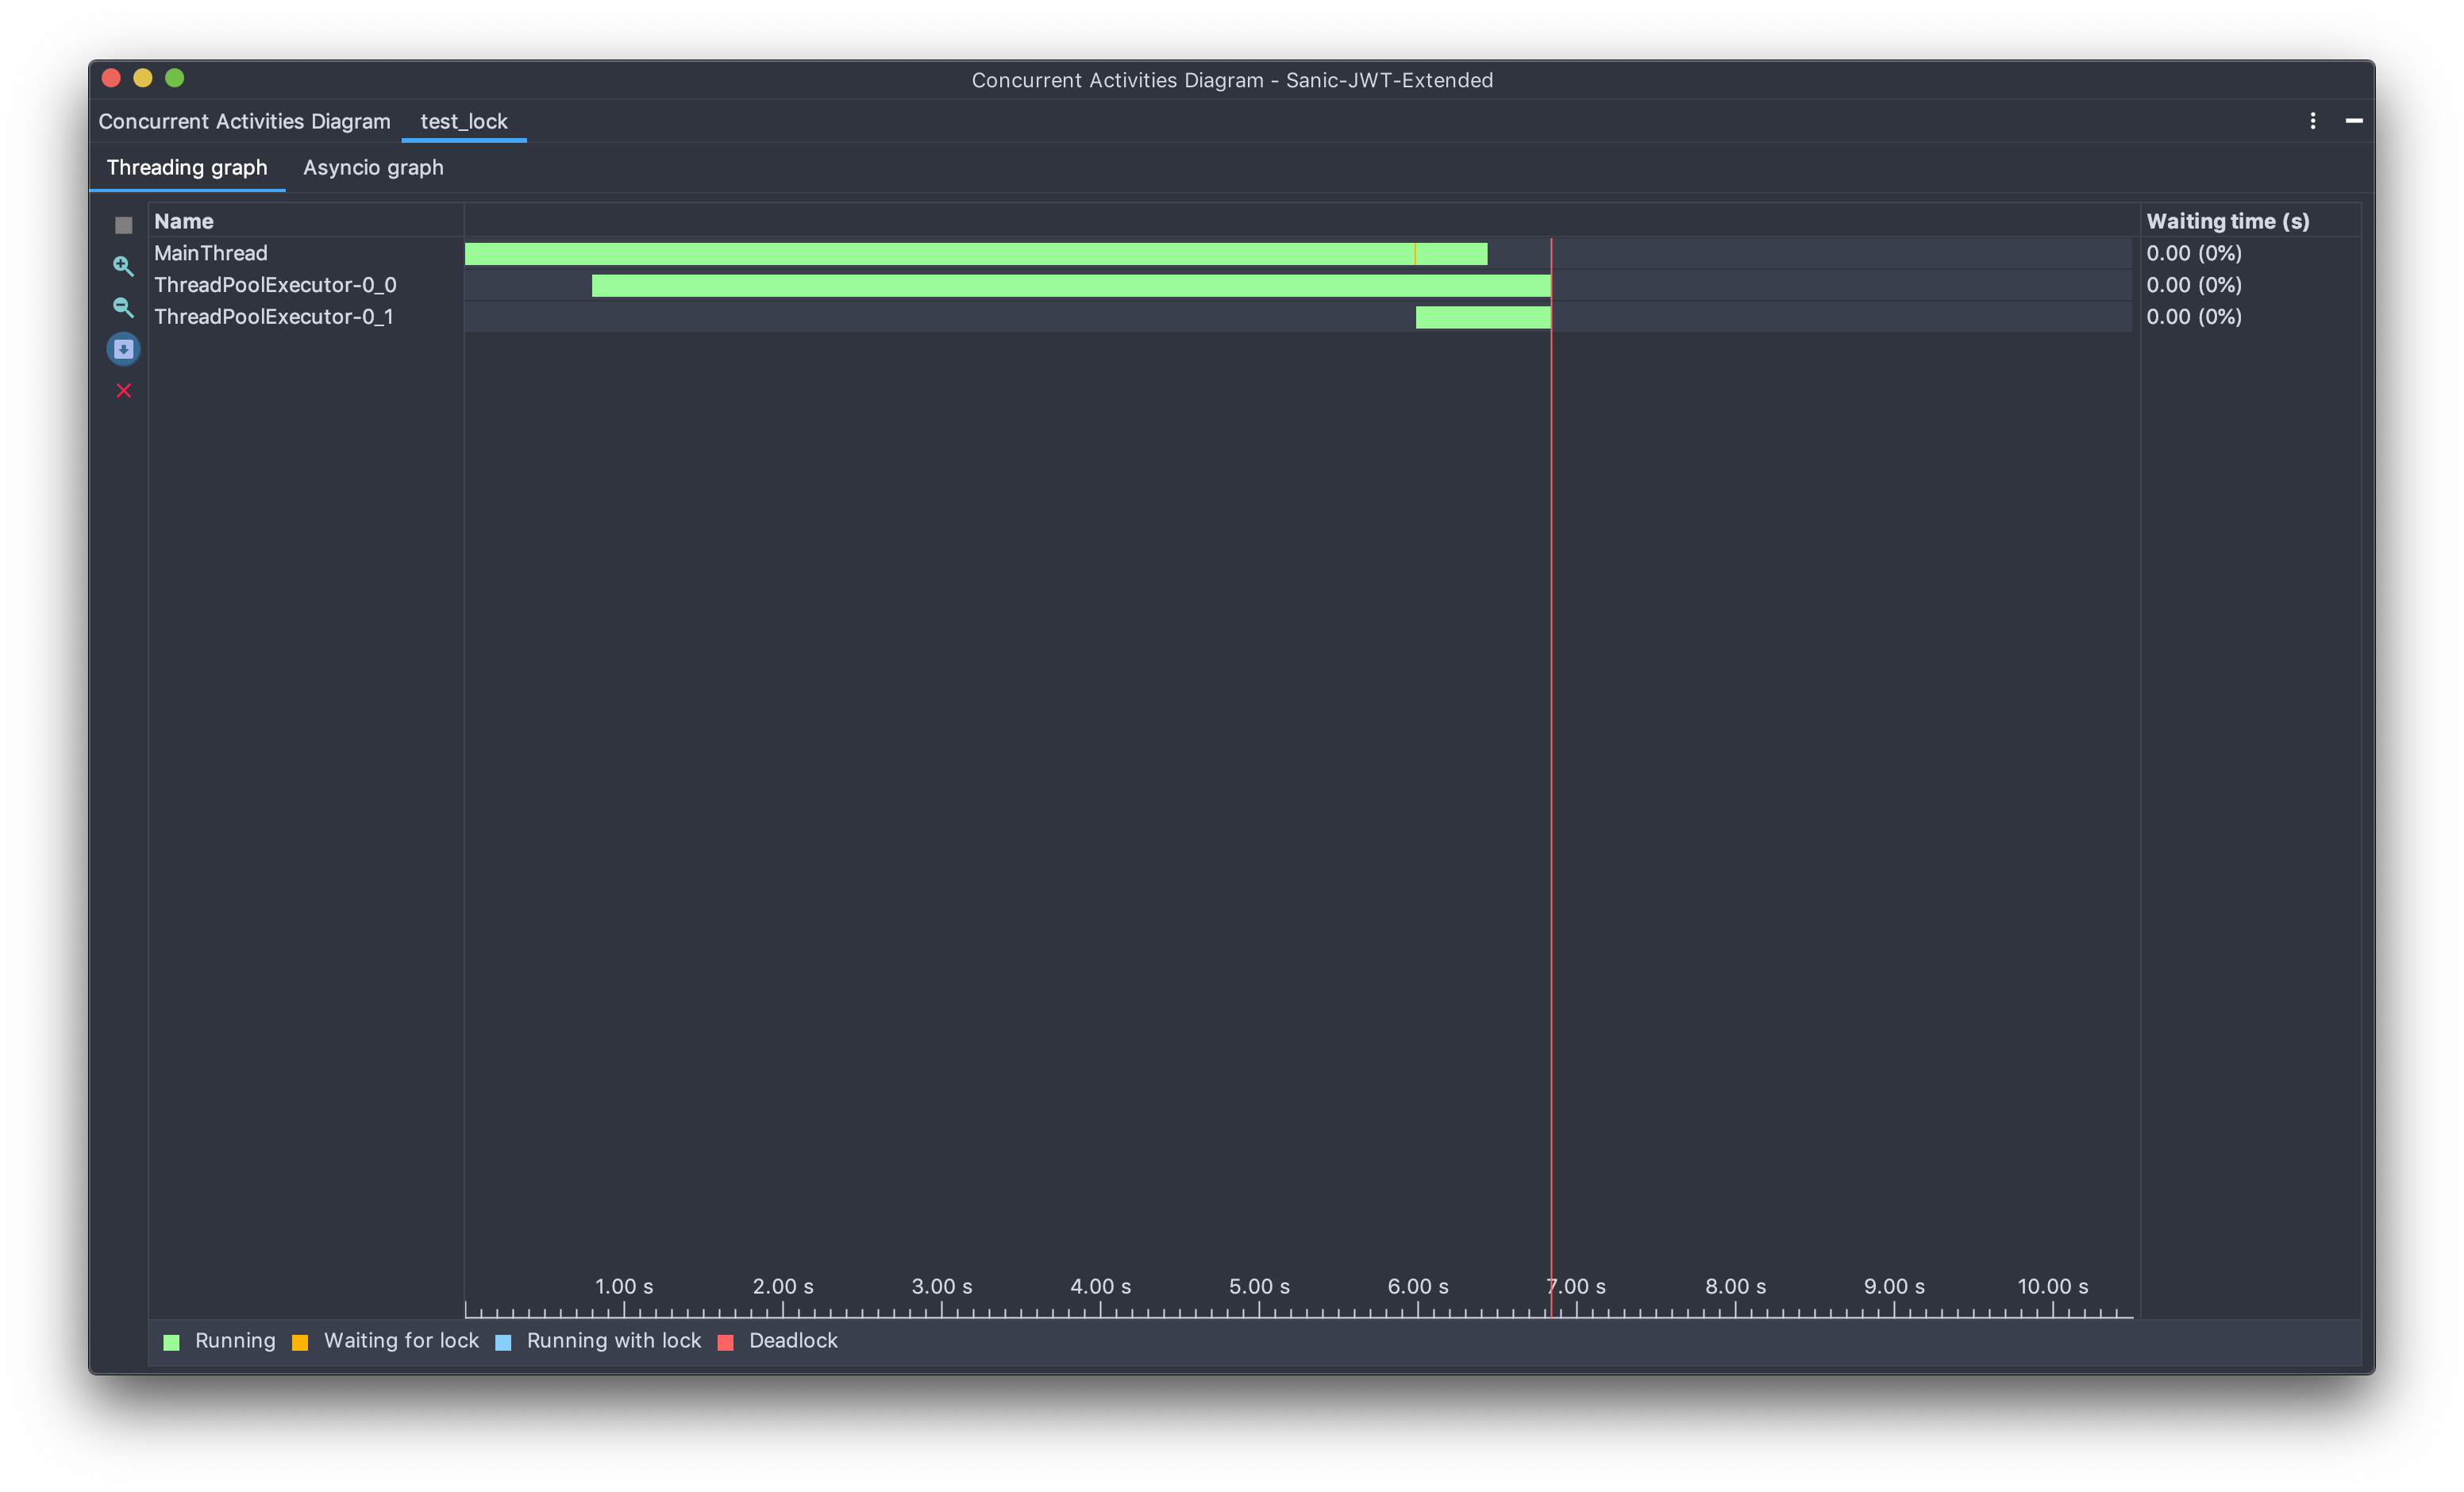 Concurrent Activities Diagram - Sanic-JWT-Extended
Concurrent Activities Diagram test_lock
Threading graph Asyncio graph
Name Waiting time (s)
MainThread 0.00 (0%)
ThreadPoolExecutor-0_0 0.00 (0%)
ThreadPoolExecutor-0_1 0.00 (0%)
1.00 s 2.00 s 3.00 s 4.00 s 5.00 s 6.00 s 7.00 s 8.00 s 9.00 s 10.00 s
Running Waiting for lock Running with lock Deadlock